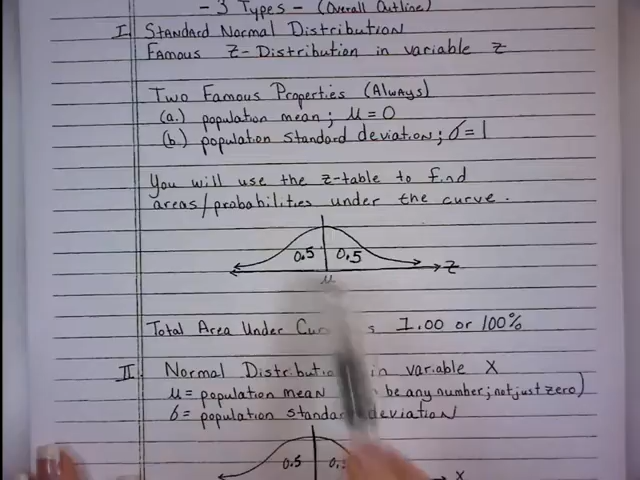 - 3 Types - (Overall Outline)
I. Standard Normal Distribution
Famous Z-Distribution in variable z
Two Famous Properties (Always)
(a.) population mean; μ = 0
(b.) population standard deviation; σ = 1
You will use the z-table to find
areas/probabilities under the curve.
0.5 0.5
Z
μ
Total Area Under 1.00 or 100%
II. Normal in variable X
μ = population mean be any number; not just zero)
σ = population standard deviation
0.5
X